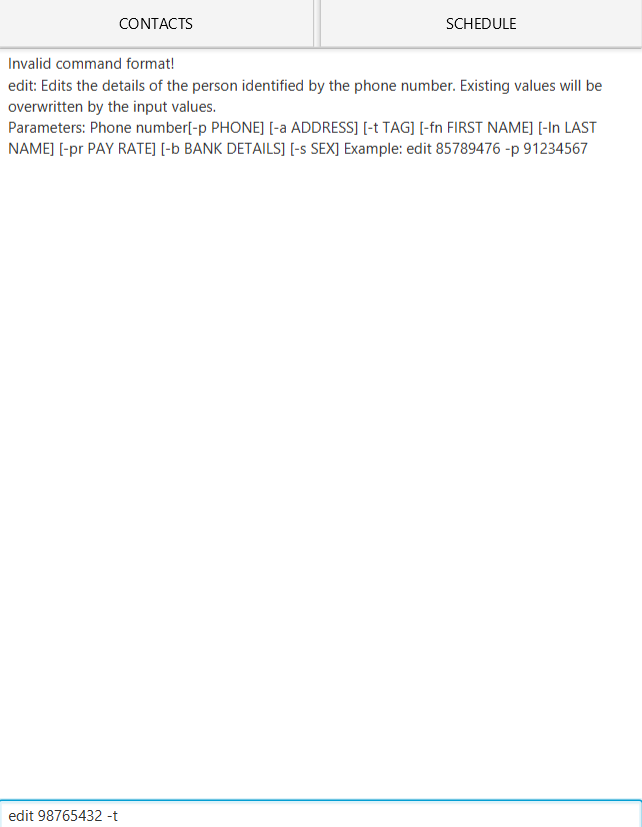 CONTACTS
SCHEDULE
Invalid command format!
edit: Edits the details of the person identified by the phone number. Existing values will be
overwritten by the input values.
Parameters: Phone number[-p PHONE] [-a ADDRESS] [-t TAG] [-fn FIRST NAME] [-ln LAST
NAME] [-pr PAY RATE] [-b BANK DETAILS] [-s SEX] Example: edit 85789476 -p 91234567
edit 98765432 -t